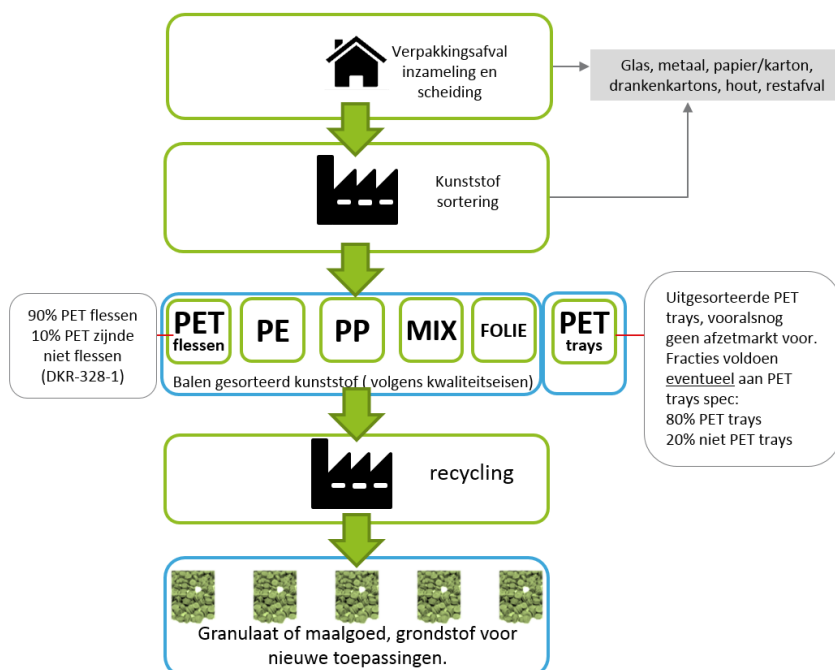 Verpakkingsafval
inzameling en
scheiding
Glas, metaal, papier/karton,
drankenkartons, hout, restafval
Kunststof
sortering
90% PET flessen
10% PET zijnde
niet flessen
(DKR-328-1)
PET
flessen
PE
PP
MIX
FOLIE
PET
trays
Balen gesorteerd kunststof ( volgens kwaliteitseisen)
Uitgesorteerde PET
trays, vooralsnog
geen afzetmarkt voor.
Fracties voldoen
eventueel aan PET
trays spec:
80% PET trays
20% niet PET trays
recycling
Granulaat of maalgoed, grondstof voor
nieuwe toepassingen.